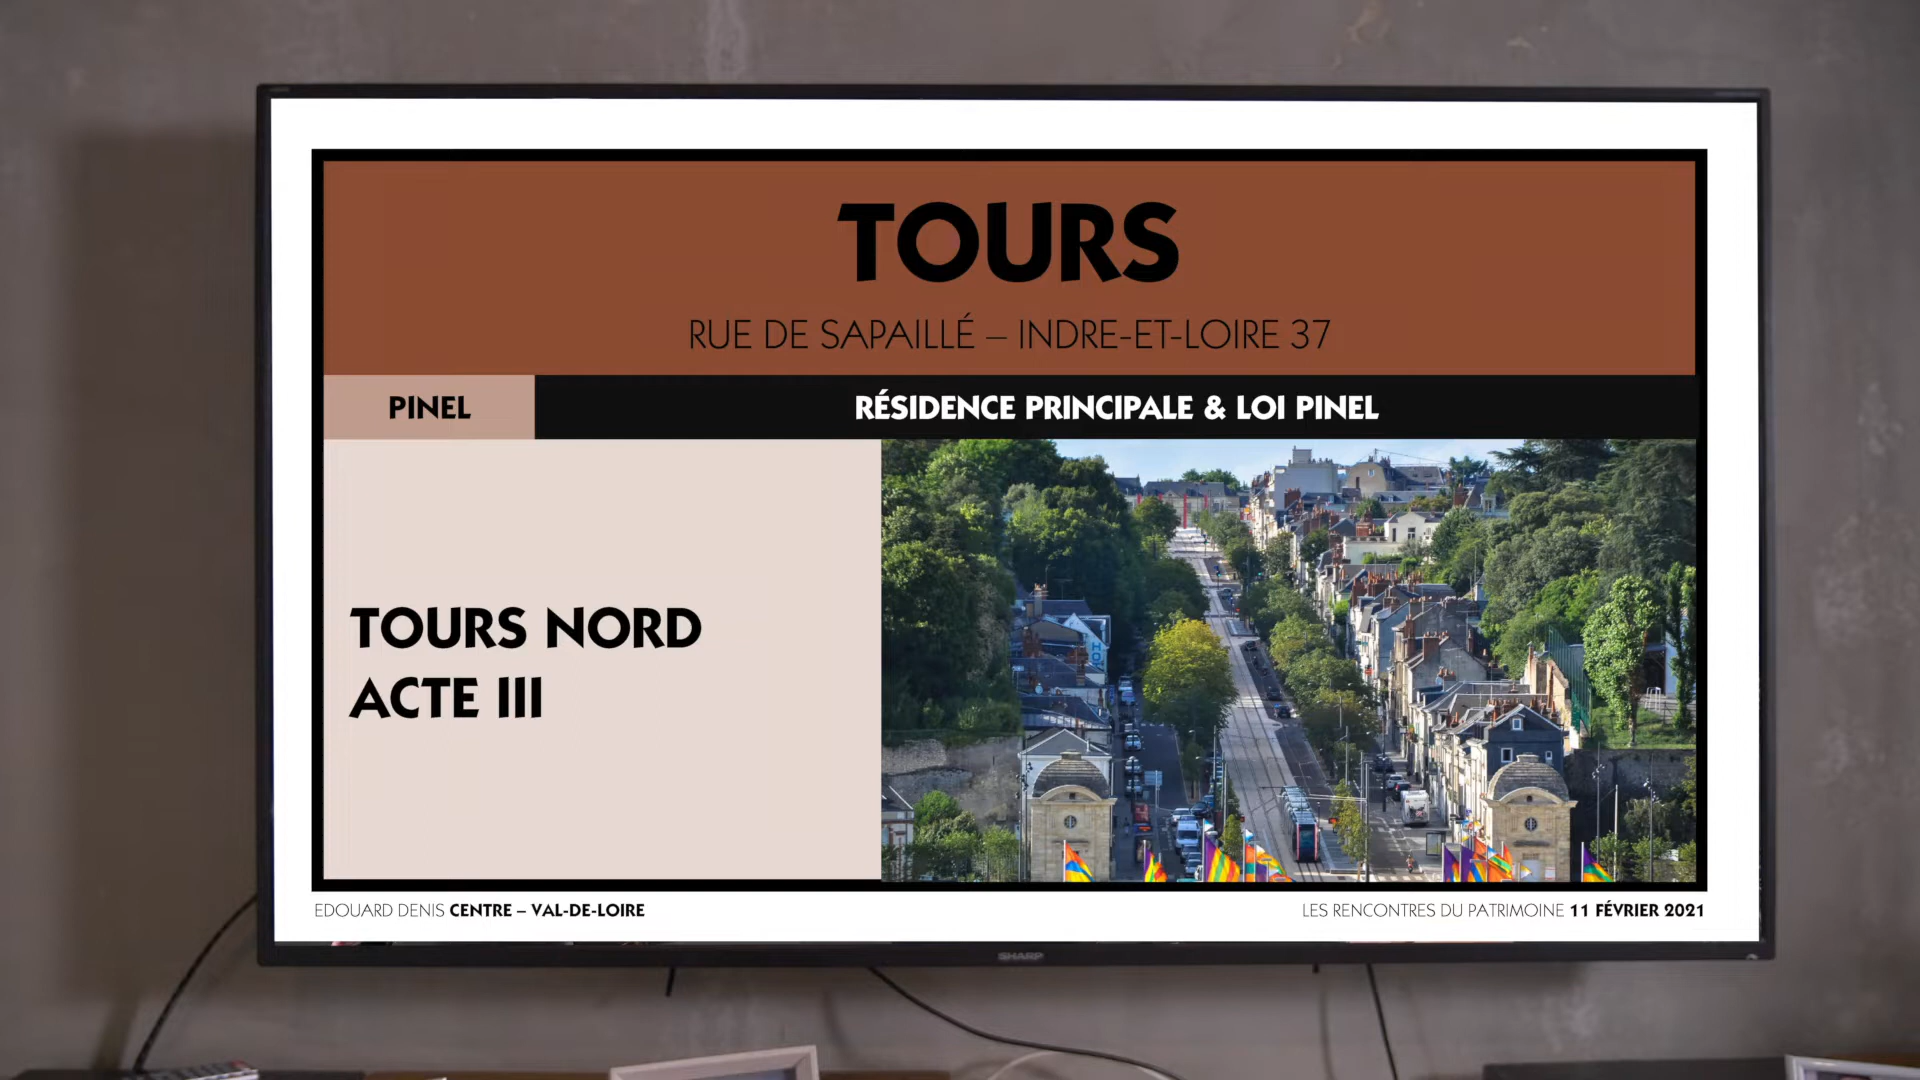 TOURS
RUE DE SAPAILLÉ – INDRE-ET-LOIRE 37
PINEL
RÉSIDENCE PRINCIPALE & LOI PINEL
TOURS NORD
ACTE III
EDOUARD DENIS CENTRE – VAL-DE-LOIRE
LES RENCONTRES DU PATRIMOINE 11 FÉVRIER 2021
SHARP